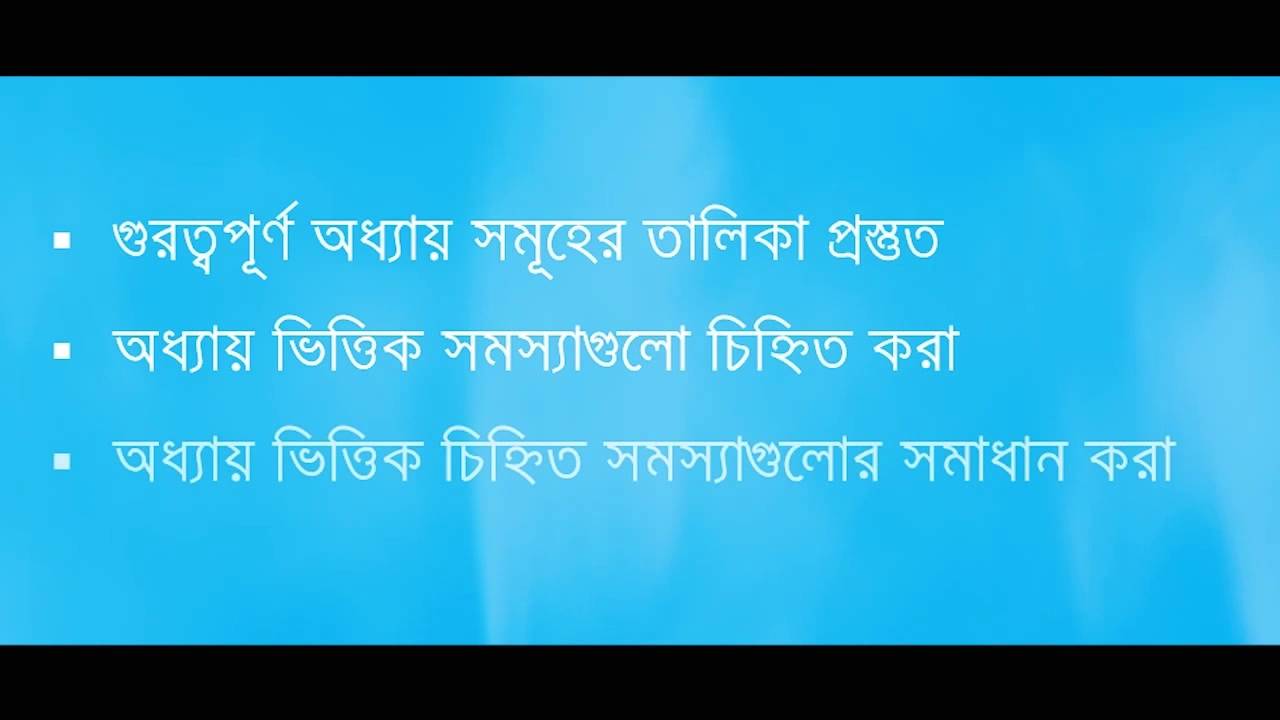 ▪ গুরত্বপূর্ণ অধ্যায় সমূহের তালিকা প্রস্তুত
▪ অধ্যায় ভিত্তিক সমস্যাগুলো চিহ্নিত করা
▪ অধ্যায় ভিত্তিক চিহ্নিত সমস্যাগুলোর সমাধান করা